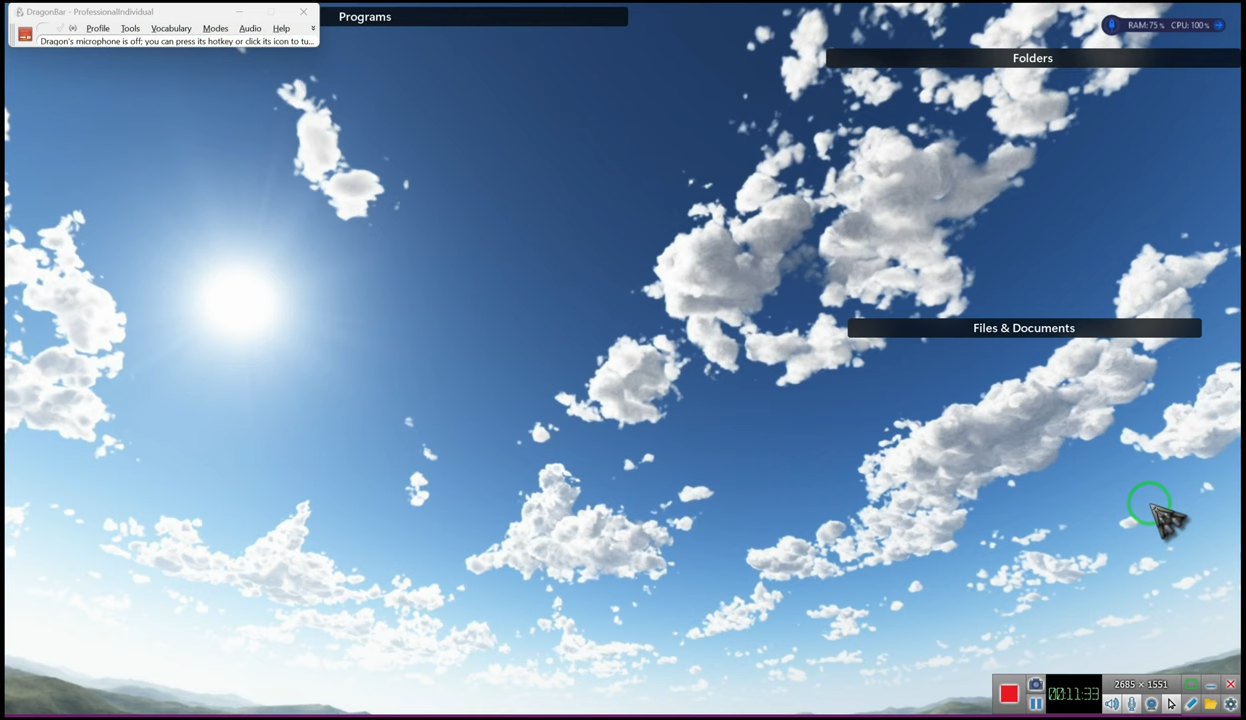 DragonBar - ProfessionalIndividual
Profile Tools Vocabulary Modes Audio Help
Dragon's microphone is off; you can press its hotkey or click its icon to tu...
Programs
RAM:75% CPU:100%
Folders
Files & Documents
2685 × 1551
00:11:33